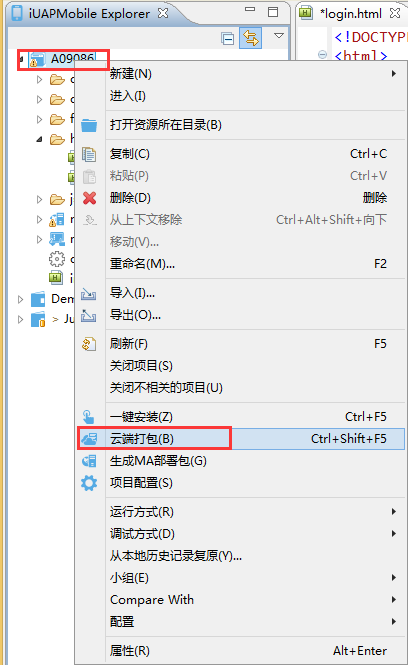 iUAPMobile Explorer
*login.html
<!DOCTYP
<html>
A09086
新建(N)
进入(I)
打开资源所在目录(B)
复制(C) Ctrl+C
粘贴(P) Ctrl+V
删除(D) 删除
从上下文移除 Ctrl+Alt+Shift+向下
移动(V)...
重命名(M)... F2
导入(I)...
导出(O)...
刷新(F) F5
关闭项目(S)
关闭不相关的项目(U)
一键安装(Z) Ctrl+F5
云端打包(B) Ctrl+Shift+F5
生成MA部署包(G)
项目配置(S)
运行方式(R)
调试方式(D)
从本地历史记录复原(Y)...
小组(E)
Compare With
配置
属性(R) Alt+Enter
f
h
j
i
Dem
> Ju